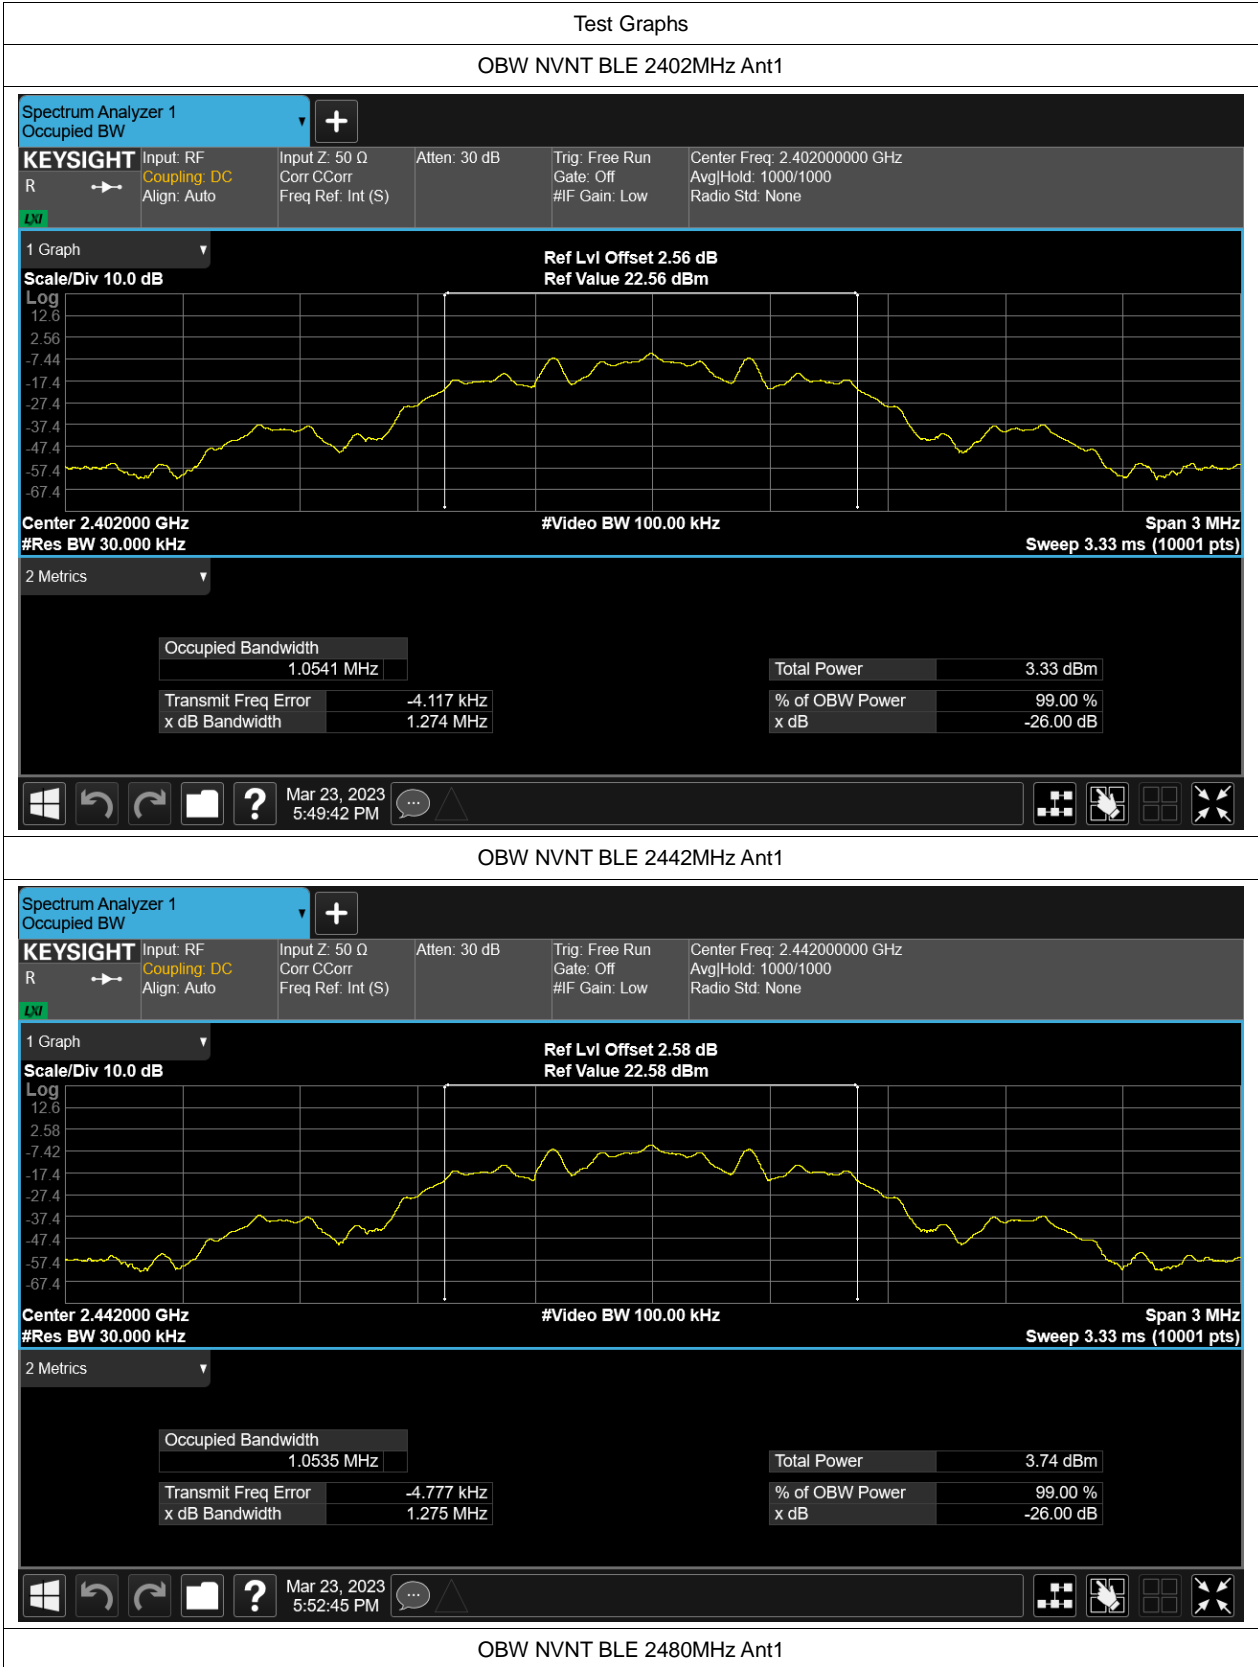 Test Graphs
OBW NVNT BLE 2402MHz Ant1
Spectrum Analyzer 1
Occupied BW
KEYSIGHT Input: RF Input Z: 50 Ω Atten: 30 dB Trig: Free Run Center Freq: 2.402000000 GHz
R Coupling: DC Corr CCorr Gate: Off Avg|Hold: 1000/1000
Align: Auto Freq Ref: Int (S) #IF Gain: Low Radio Std: None
LXI
1 Graph
Ref Lvl Offset 2.56 dB
Scale/Div 10.0 dB Ref Value 22.56 dBm
Log
12.6
2.56
-7.44
-17.4
-27.4
-37.4
-47.4
-57.4
-67.4
Center 2.402000 GHz #Video BW 100.00 kHz Span 3 MHz
#Res BW 30.000 kHz Sweep 3.33 ms (10001 pts)
2 Metrics
Occupied Bandwidth
1.0541 MHz Total Power 3.33 dBm
Transmit Freq Error -4.117 kHz % of OBW Power 99.00 %
x dB Bandwidth 1.274 MHz x dB -26.00 dB
Mar 23, 2023
5:49:42 PM
OBW NVNT BLE 2442MHz Ant1
Spectrum Analyzer 1
Occupied BW
KEYSIGHT Input: RF Input Z: 50 Ω Atten: 30 dB Trig: Free Run Center Freq: 2.442000000 GHz
R Coupling: DC Corr CCorr Gate: Off Avg|Hold: 1000/1000
Align: Auto Freq Ref: Int (S) #IF Gain: Low Radio Std: None
LXI
1 Graph
Ref Lvl Offset 2.58 dB
Scale/Div 10.0 dB Ref Value 22.58 dBm
Log
12.6
2.58
-7.42
-17.4
-27.4
-37.4
-47.4
-57.4
-67.4
Center 2.442000 GHz #Video BW 100.00 kHz Span 3 MHz
#Res BW 30.000 kHz Sweep 3.33 ms (10001 pts)
2 Metrics
Occupied Bandwidth
1.0535 MHz Total Power 3.74 dBm
Transmit Freq Error -4.777 kHz % of OBW Power 99.00 %
x dB Bandwidth 1.275 MHz x dB -26.00 dB
Mar 23, 2023
5:52:45 PM
OBW NVNT BLE 2480MHz Ant1